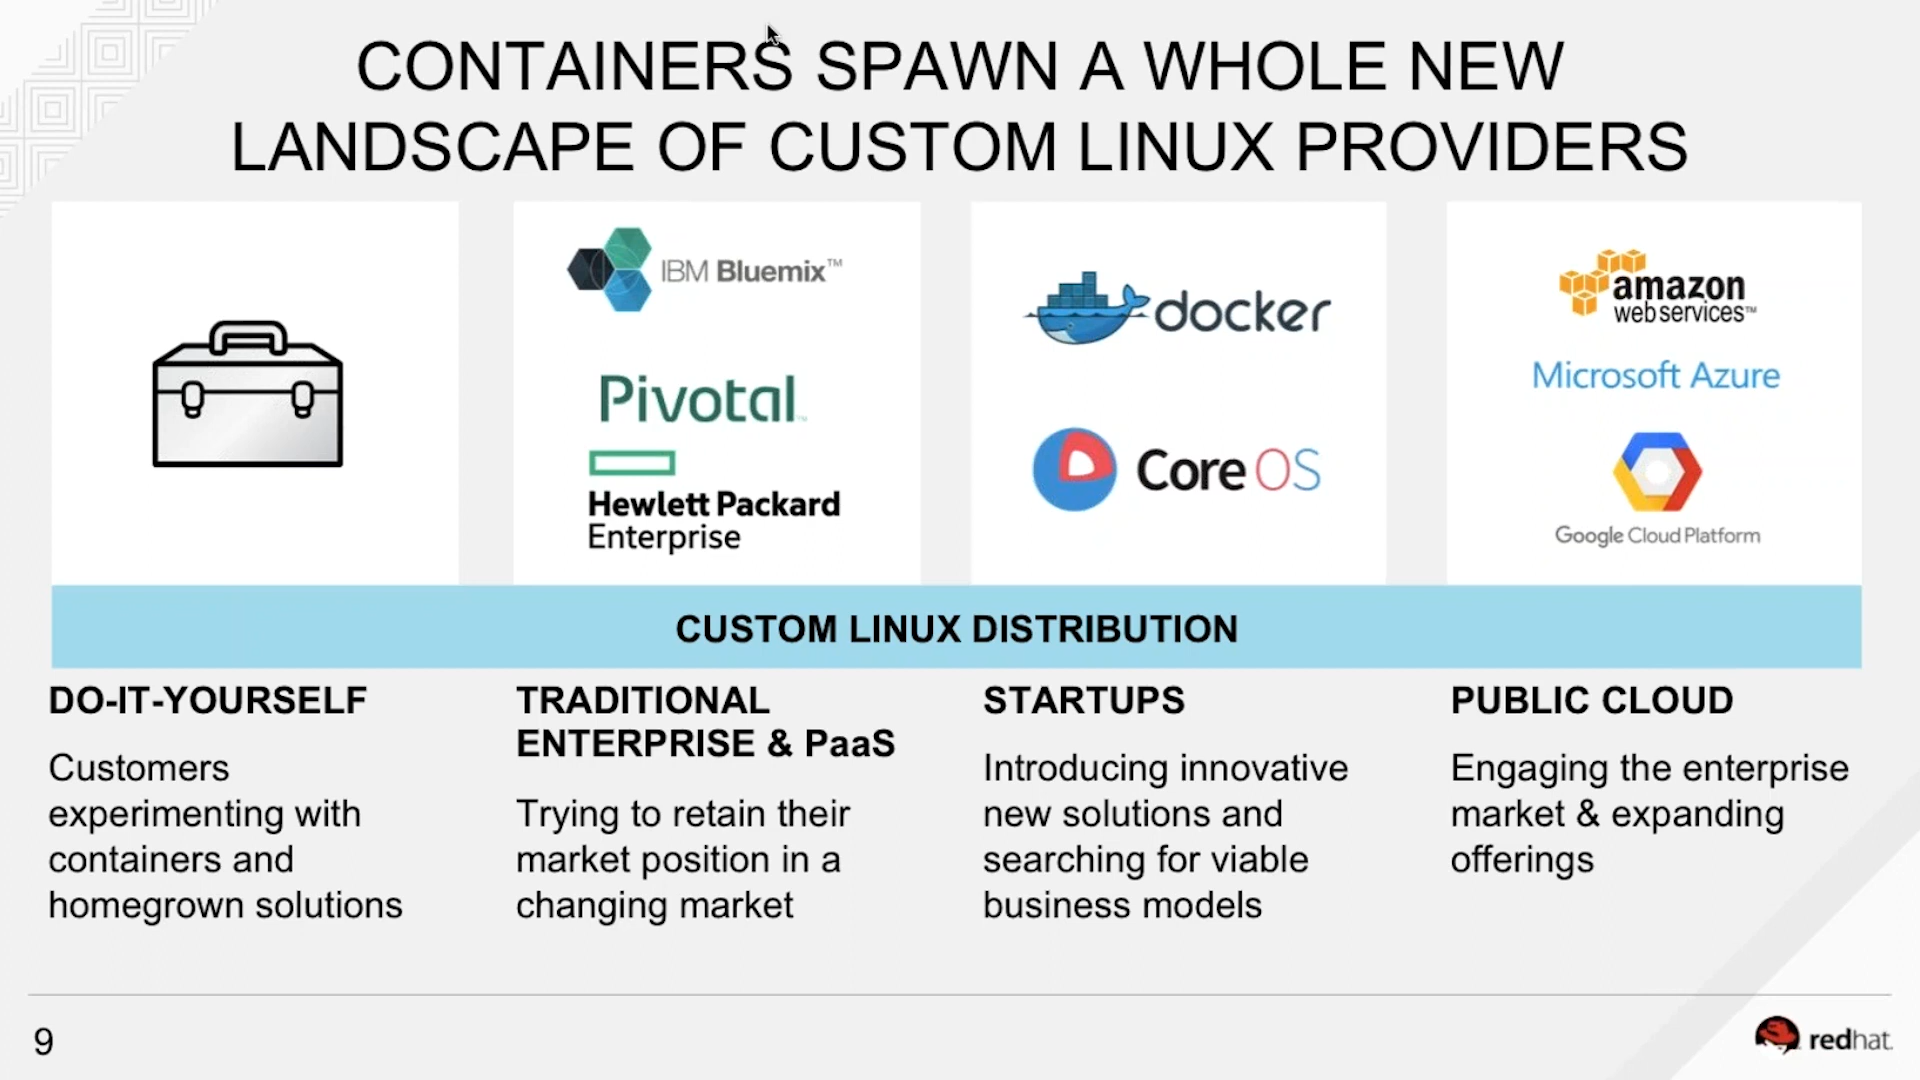 CONTAINERS SPAWN A WHOLE NEW
LANDSCAPE OF CUSTOM LINUX PROVIDERS
IBM Bluemix™
Pivotal™
Hewlett Packard
Enterprise
docker
Core OS
amazon
web services™
Microsoft Azure
Google Cloud Platform
CUSTOM LINUX DISTRIBUTION
DO-IT-YOURSELF
Customers
experimenting with
containers and
homegrown solutions
TRADITIONAL
ENTERPRISE & PaaS
Trying to retain their
market position in a
changing market
STARTUPS
Introducing innovative
new solutions and
searching for viable
business models
PUBLIC CLOUD
Engaging the enterprise
market & expanding
offerings
9
redhat.